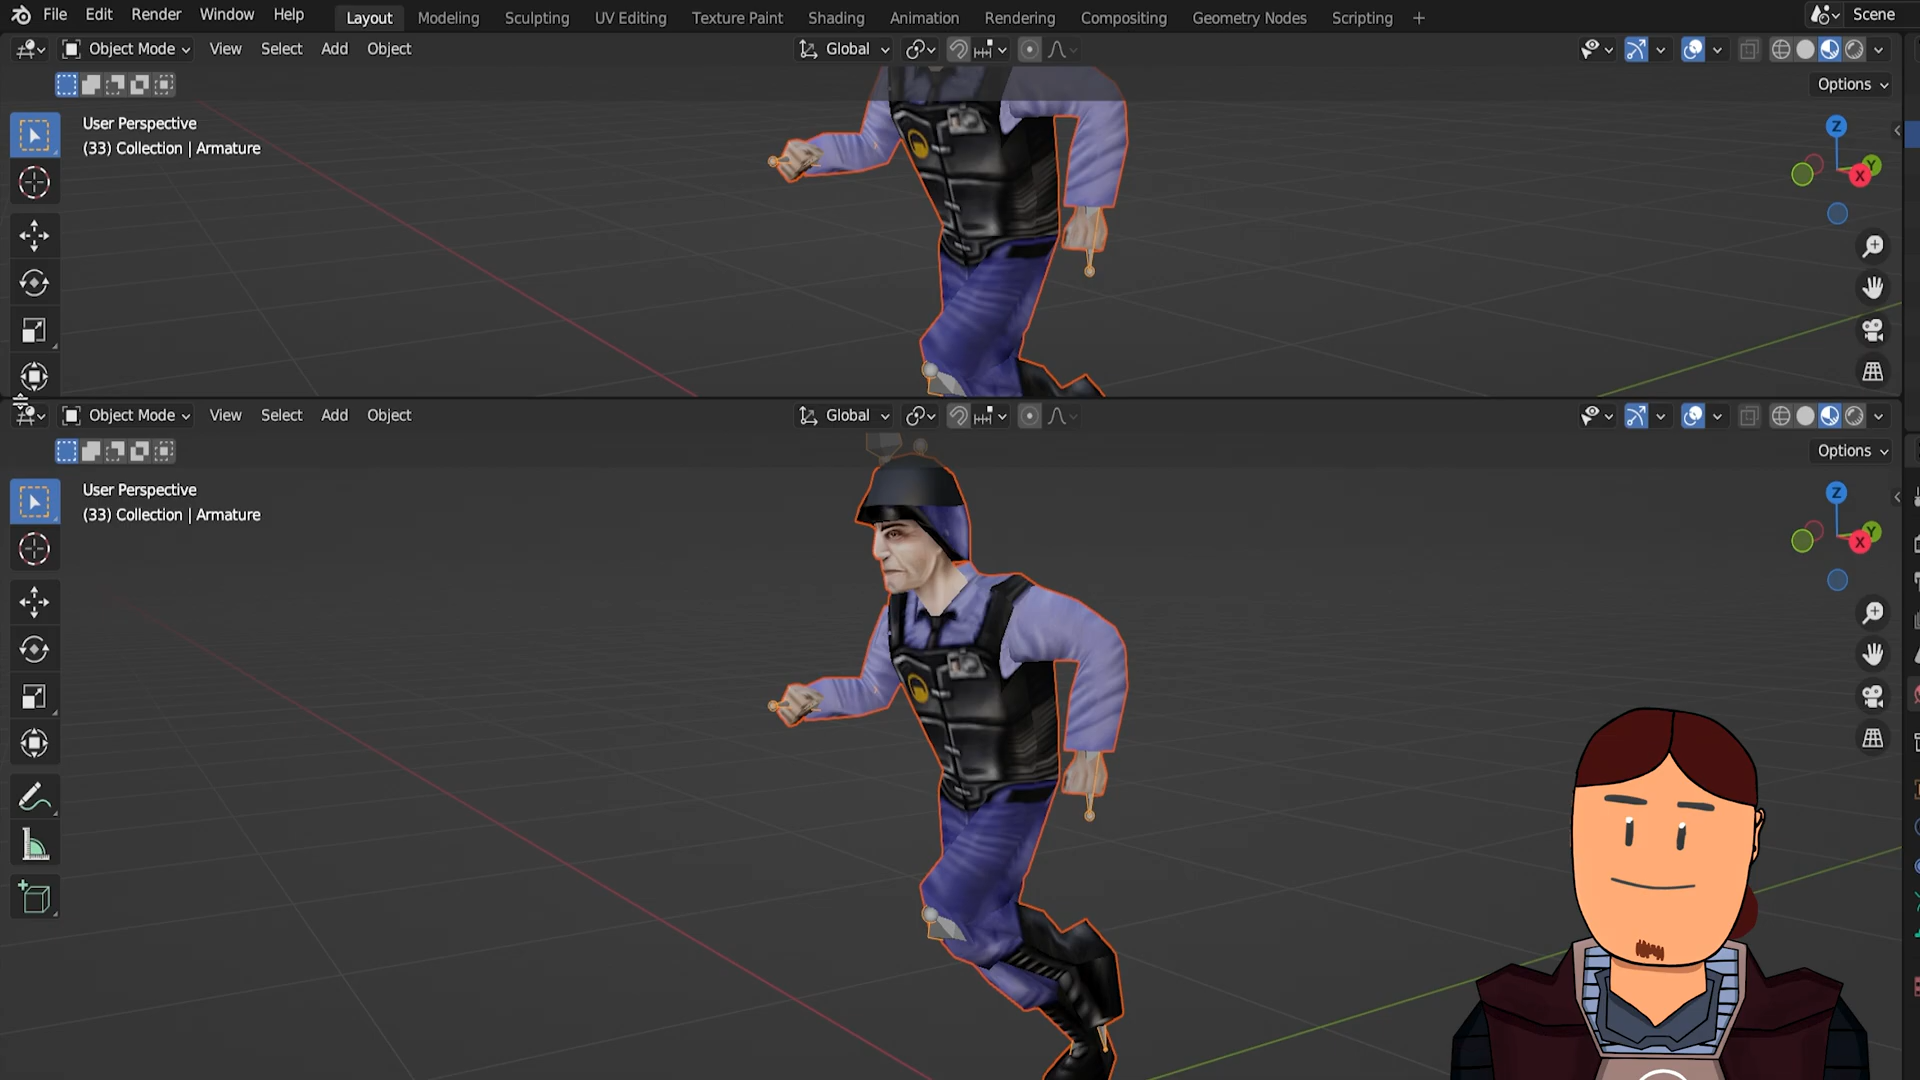 File Edit Render Window Help Layout Modeling Sculpting UV Editing Texture Paint Shading Animation Rendering Compositing Geometry Nodes Scripting + Scene
Object Mode View Select Add Object Global
Options
User Perspective
(33) Collection | Armature
Z
Y
X
Object Mode View Select Add Object Global
Options
User Perspective
(33) Collection | Armature
Z
Y
X